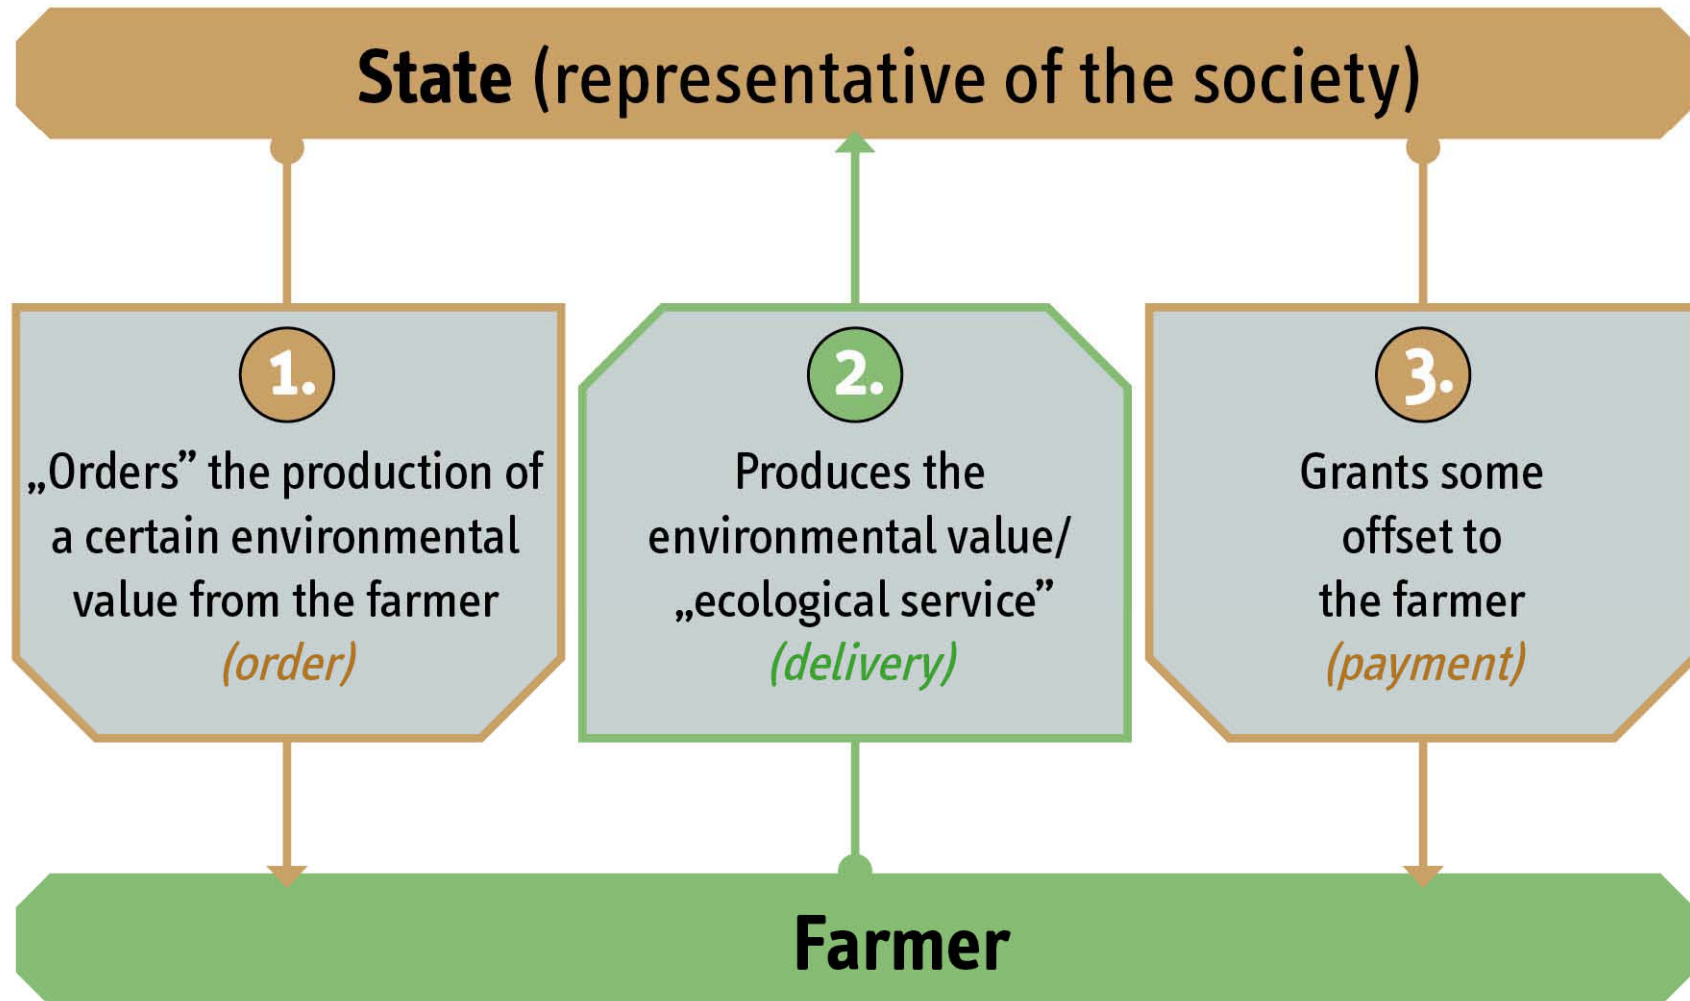 State (representative of the society)
1.
„Orders” the production of
a certain environmental
value from the farmer
(order)
2.
Produces the
environmental value/
„ecological service”
(delivery)
3.
Grants some
offset to
the farmer
(payment)
Farmer